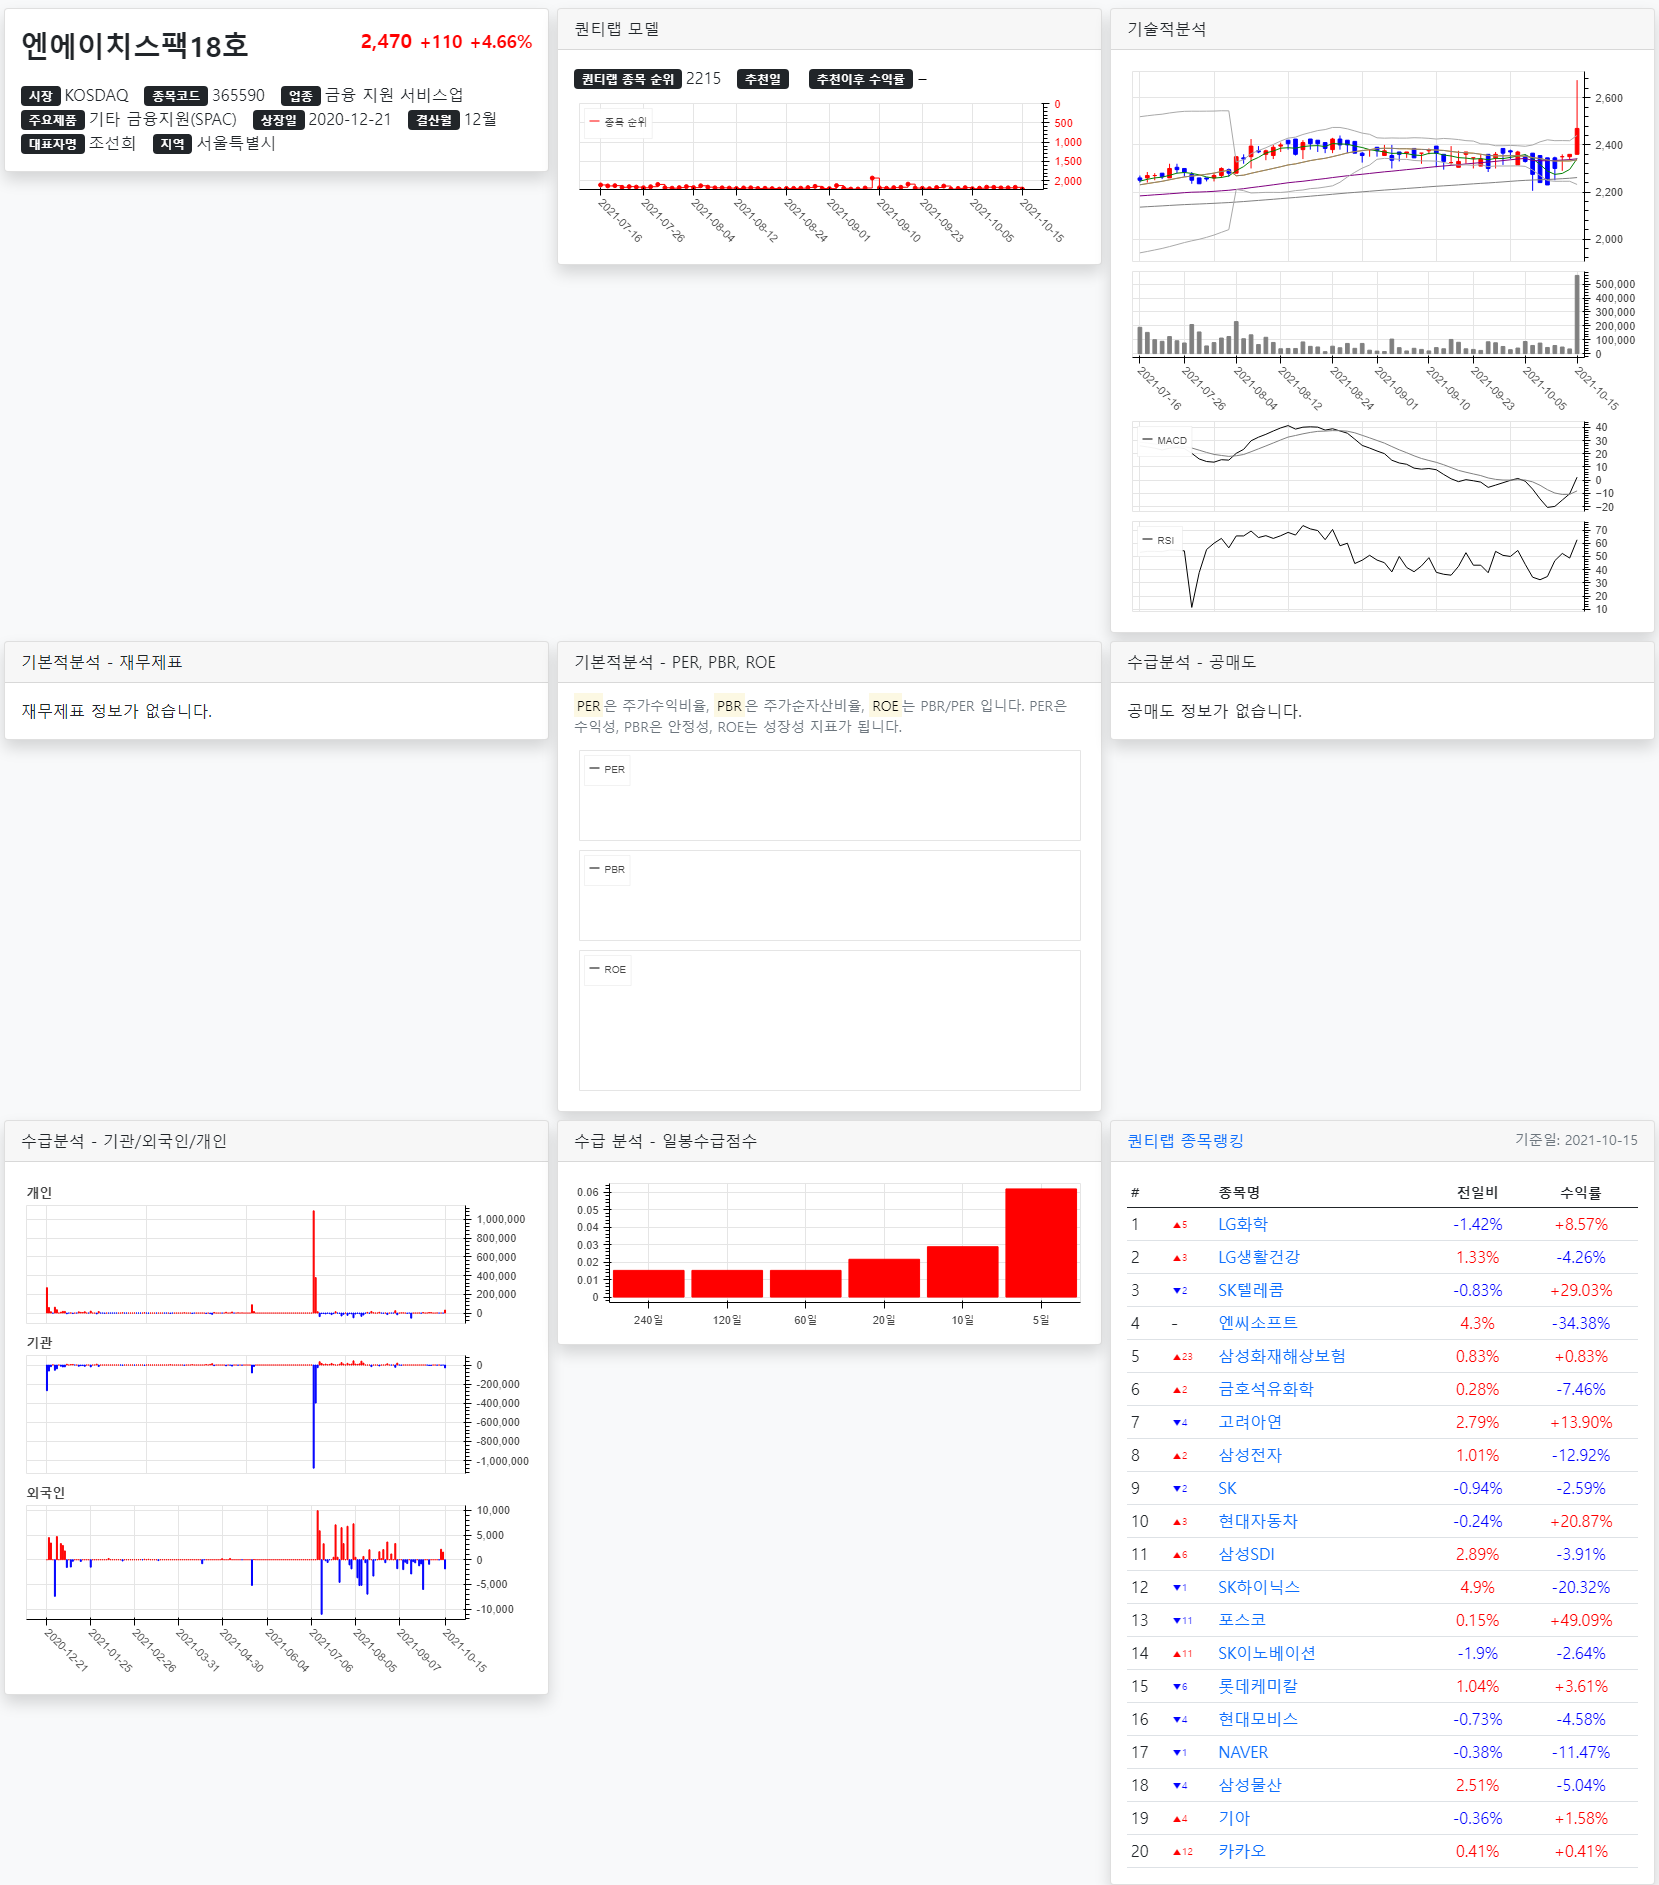 엔에이치스팩18호
2,470 +110 +4.66%
시장 KOSDAQ 종목코드 365590 업종 금융 지원 서비스업
주요제품 기타 금융지원(SPAC) 상장일 2020-12-21 결산월 12월
대표자명 조선희 지역 서울특별시
퀀티랩 모델
퀀티랩 종목 순위 2215 추천일 추천이후 수익률 –
종목 순위
0
500
1,000
1,500
2,000
2021-07-16
2021-07-26
2021-08-04
2021-08-12
2021-08-24
2021-09-01
2021-09-10
2021-09-23
2021-10-05
2021-10-15
기술적분석
2,600
2,400
2,200
2,000
500,000
400,000
300,000
200,000
100,000
0
2021-07-16
2021-07-26
2021-08-04
2021-08-12
2021-08-24
2021-09-01
2021-09-10
2021-09-23
2021-10-05
2021-10-15
MACD
40
30
20
10
0
−10
−20
RSI
70
60
50
40
30
20
10
기본적분석 - 재무제표
재무제표 정보가 없습니다.
기본적분석 - PER, PBR, ROE
PER은 주가수익비율, PBR은 주가순자산비율, ROE는 PBR/PER 입니다. PER은
수익성, PBR은 안정성, ROE는 성장성 지표가 됩니다.
PER
PBR
ROE
수급분석 - 공매도
공매도 정보가 없습니다.
수급분석 - 기관/외국인/개인
개인
1,000,000
800,000
600,000
400,000
200,000
0
기관
0
-200,000
-400,000
-600,000
-800,000
-1,000,000
외국인
10,000
5,000
0
-5,000
-10,000
2020-12-21
2021-01-25
2021-02-26
2021-03-31
2021-04-30
2021-06-04
2021-07-06
2021-08-05
2021-09-07
2021-10-15
수급 분석 - 일봉수급점수
0.06
0.05
0.04
0.03
0.02
0.01
0
240일 120일 60일 20일 10일 5일
퀀티랩 종목랭킹 기준일: 2021-10-15
# 종목명 전일비 수익률
1 ▲5 LG화학 -1.42% +8.57%
2 ▲3 LG생활건강 1.33% -4.26%
3 ▼2 SK텔레콤 -0.83% +29.03%
4 - 엔씨소프트 4.3% -34.38%
5 ▲23 삼성화재해상보험 0.83% +0.83%
6 ▲2 금호석유화학 0.28% -7.46%
7 ▼4 고려아연 2.79% +13.90%
8 ▲2 삼성전자 1.01% -12.92%
9 ▼2 SK -0.94% -2.59%
10 ▲3 현대자동차 -0.24% +20.87%
11 ▲6 삼성SDI 2.89% -3.91%
12 ▼1 SK하이닉스 4.9% -20.32%
13 ▼11 포스코 0.15% +49.09%
14 ▲11 SK이노베이션 -1.9% -2.64%
15 ▼6 롯데케미칼 1.04% +3.61%
16 ▼4 현대모비스 -0.73% -4.58%
17 ▼1 NAVER -0.38% -11.47%
18 ▼4 삼성물산 2.51% -5.04%
19 ▲4 기아 -0.36% +1.58%
20 ▲12 카카오 0.41% +0.41%